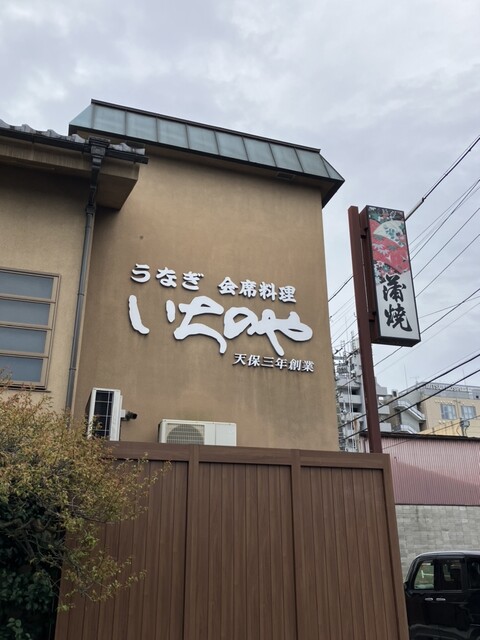 うなぎ 会席料理
いちのや
天保三年創業
蒲焼